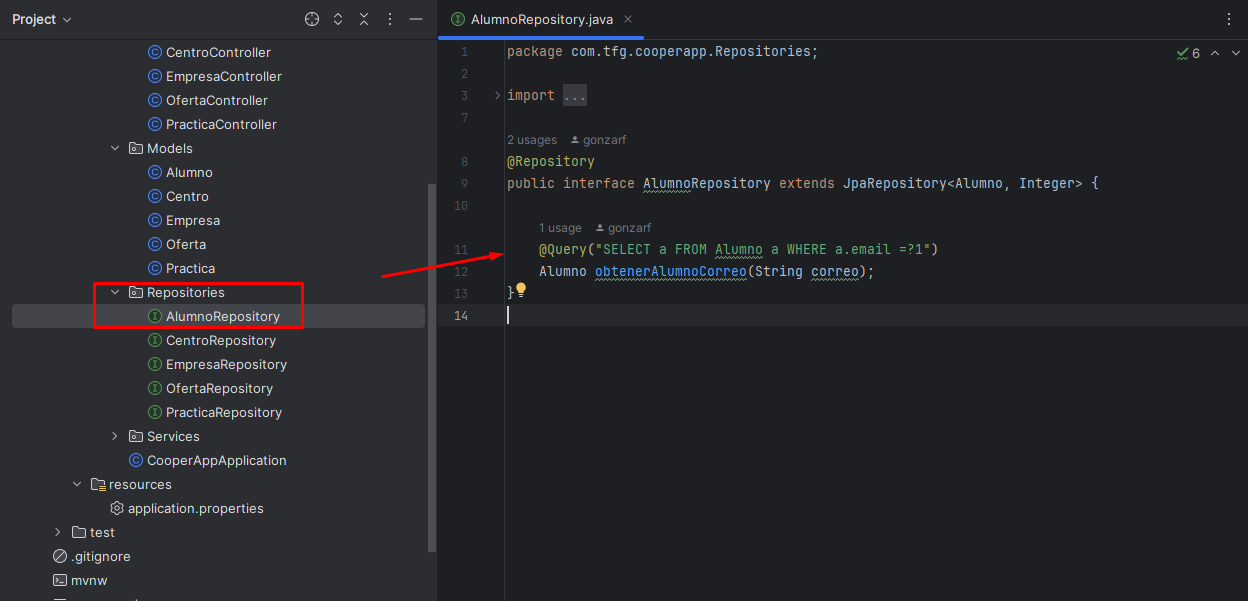 Project
CentroController
EmpresaController
OfertaController
PracticaController
Models
Alumno
Centro
Empresa
Oferta
Practica
Repositories
AlumnoRepository
CentroRepository
EmpresaRepository
OfertaRepository
PracticaRepository
Services
CooperAppApplication
resources
application.properties
test
.gitignore
mvnw
AlumnoRepository.java
6
1 package com.tfg.cooperapp.Repositories;
2
3 import ...
7
2 usages gonzarf
8 @Repository
9 public interface AlumnoRepository extends JpaRepository<Alumno, Integer> {
10
1 usage gonzarf
11 @Query("SELECT a FROM Alumno a WHERE a.email =?1")
12 Alumno obtenerAlumnoCorreo(String correo);
13 }
14